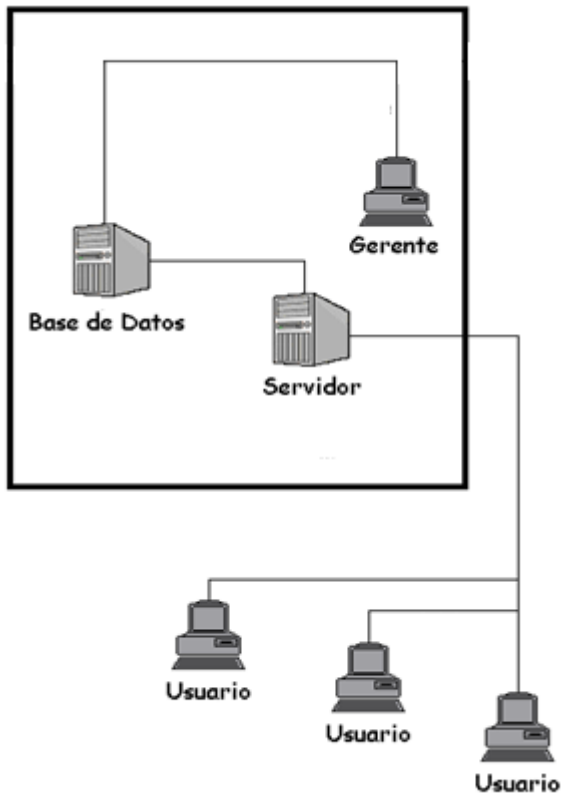 Gerente
Base de Datos
Servidor
Usuario
Usuario
Usuario